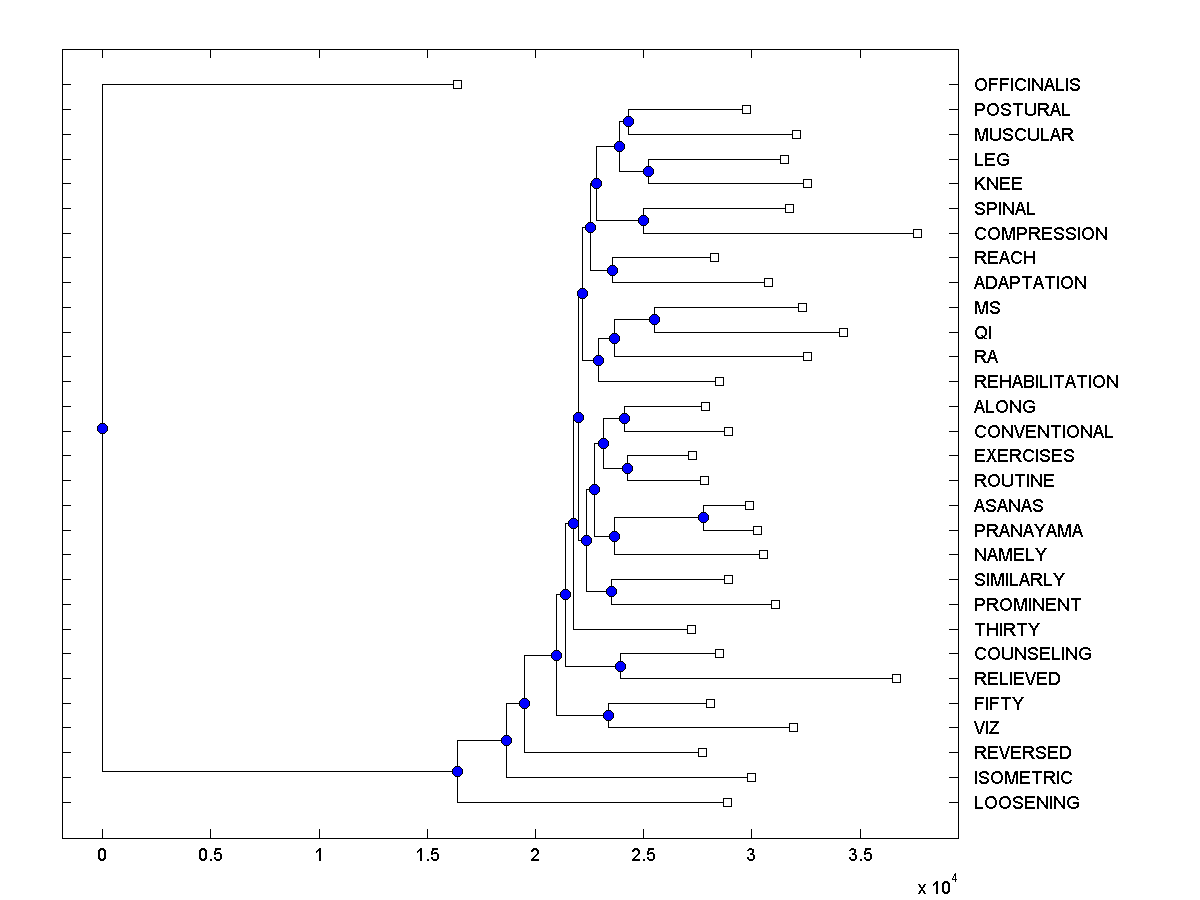 OFFICINALIS
POSTURAL
MUSCULAR
LEG
KNEE
SPINAL
COMPRESSION
REACH
ADAPTATION
MS
QI
RA
REHABILITATION
ALONG
CONVENTIONAL
EXERCISES
ROUTINE
ASANAS
PRANAYAMA
NAMELY
SIMILARLY
PROMINENT
THIRTY
COUNSELING
RELIEVED
FIFTY
VIZ
REVERSED
ISOMETRIC
LOOSENING
0 0.5 1 1.5 2 2.5 3 3.5
x 10^4